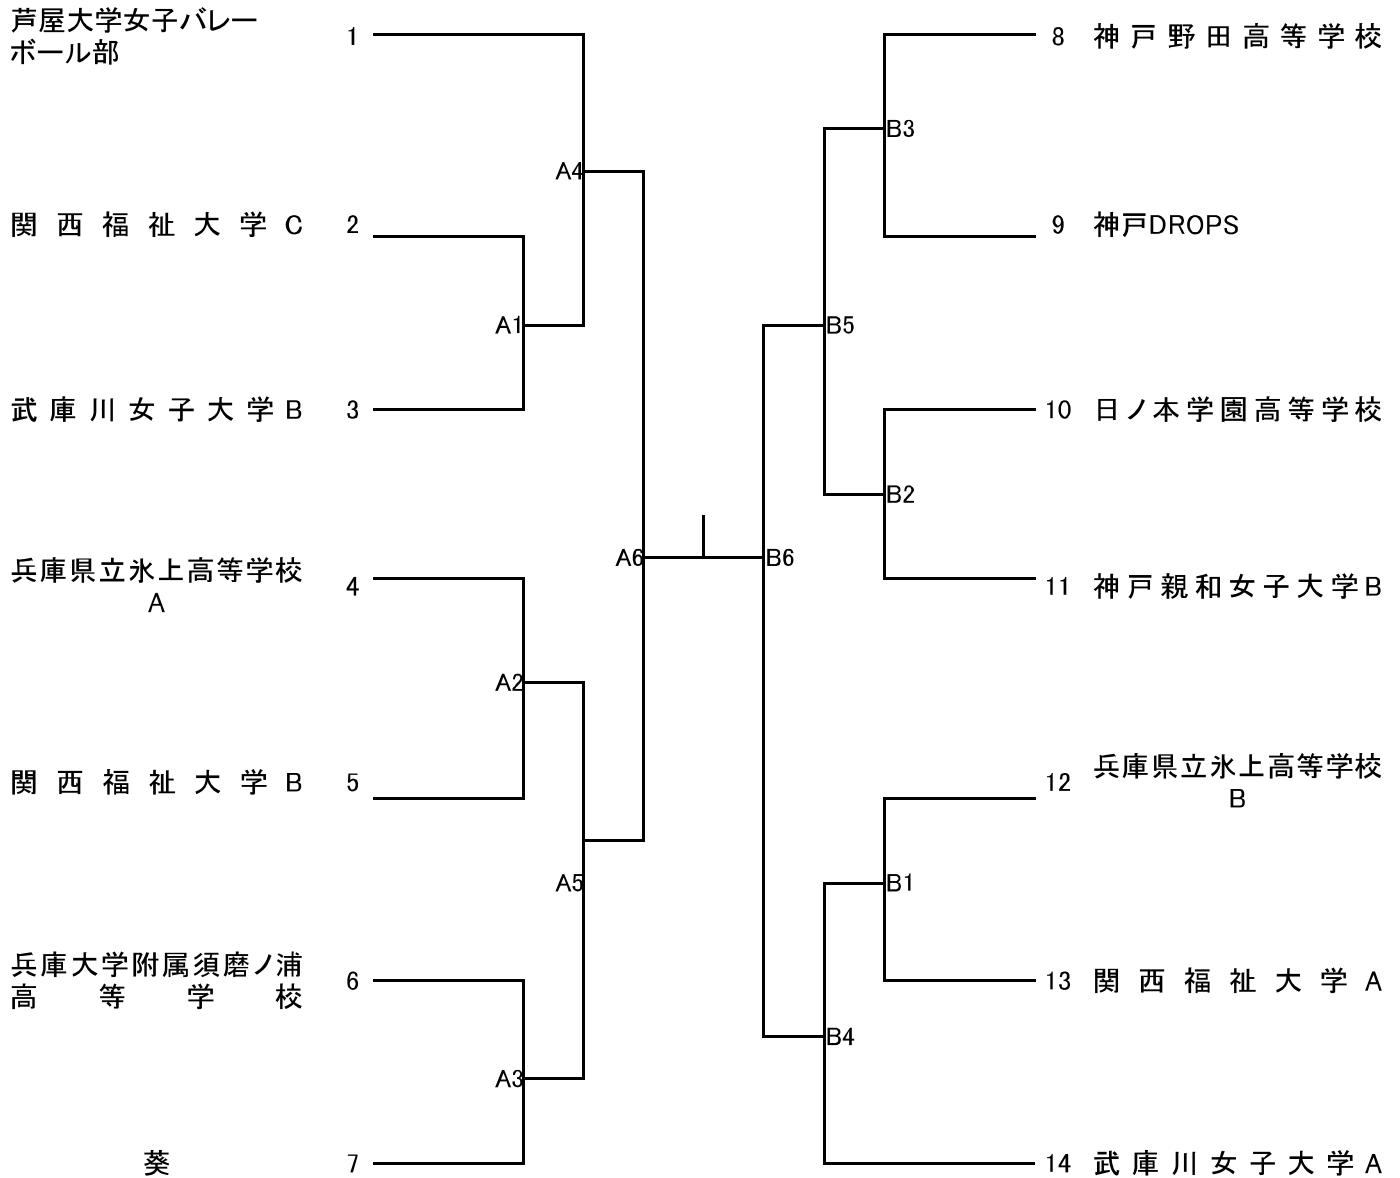 芦屋大学女子バレー
ボール部
1
関西福祉大学C
2
武庫川女子大学B
3
兵庫県立氷上高等学校
A
4
関西福祉大学B
5
兵庫大学附属須磨ノ浦
高等学校
6
葵
7
A4
A1
A6
A2
A5
A3
8
神戸野田高等学校
B3
9
神戸DROPS
B5
10
日ノ本学園高等学校
B2
B6
11
神戸親和女子大学B
12
兵庫県立氷上高等学校
B
B1
13
関西福祉大学A
B4
14
武庫川女子大学A